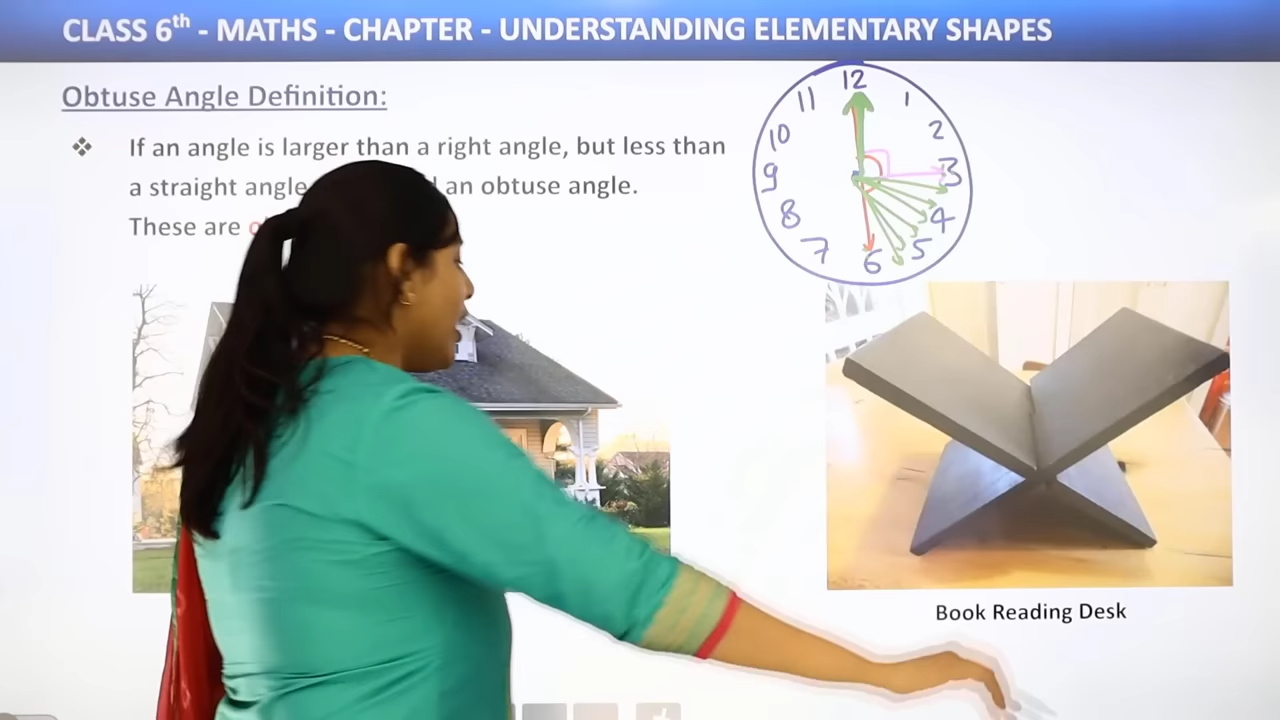 CLASS 6th - MATHS - CHAPTER - UNDERSTANDING ELEMENTARY SHAPES
Obtuse Angle Definition:
❖ If an angle is larger than a right angle, but less than
a straight angle an obtuse angle.
These are
12
11 1
10 2
9 3
8 4
7 5
6
Book Reading Desk